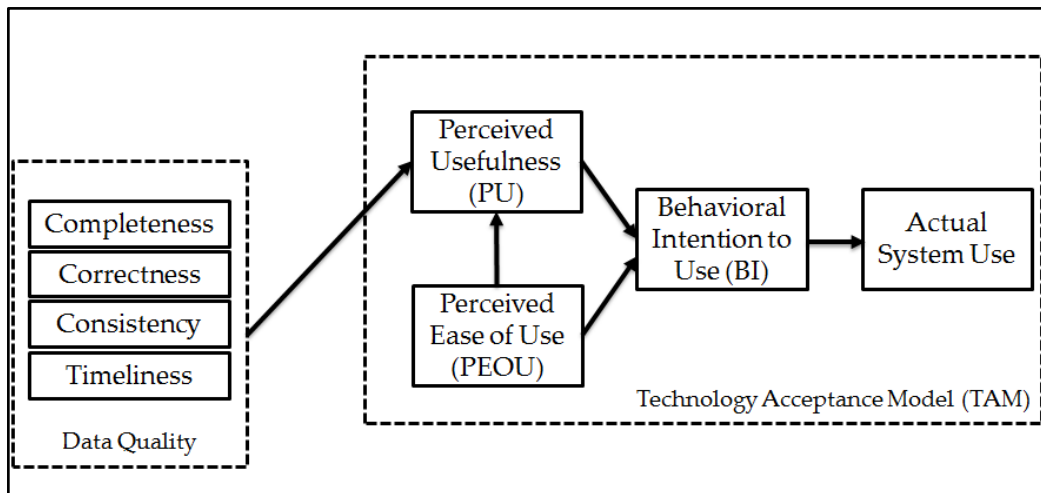 Completeness
Correctness
Consistency
Timeliness
Data Quality
Perceived
Usefulness
(PU)
Perceived
Ease of Use
(PEOU)
Behavioral
Intention to
Use (BI)
Actual
System Use
Technology Acceptance Model (TAM)